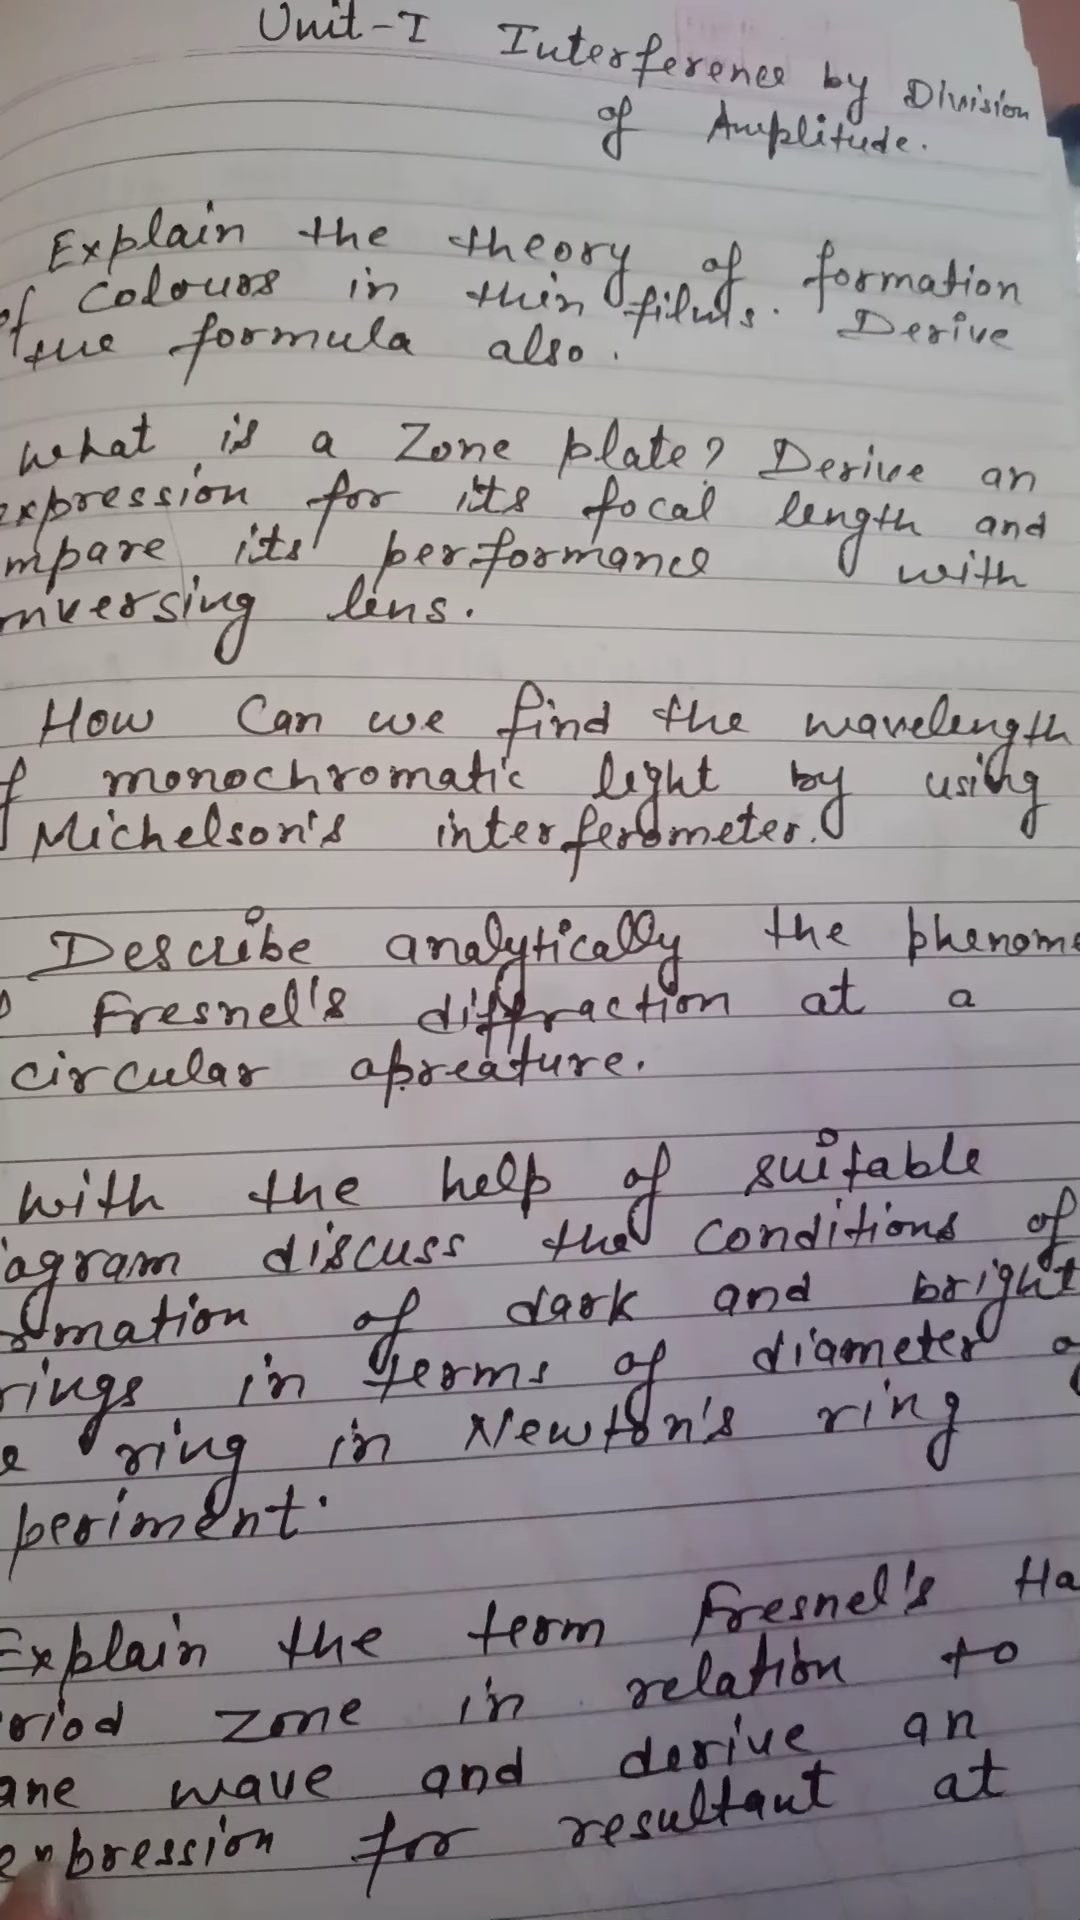 Unit-I Interference by Division
of Amplitude.
Explain the theory of formation
of Colours in thin films. Derive
the formula also.
What is a Zone plate? Derive an
expression for its focal length and
mpare its performance with
nversing lens.
How Can we find the wavelength
of monochromatic light by using
Michelson's interferometer.
Describe analytically the phenome
Fresnel's diffraction at a
circular apreature.
With the help of suitable
iagram discuss the conditions of
rmation of dark and bright
rings in terms of diameter of
e ring in Newton's ring
periment.
Explain the term Fresnel's Ha
eriod zone in relation to
ane wave and derive an
expression for resultant at